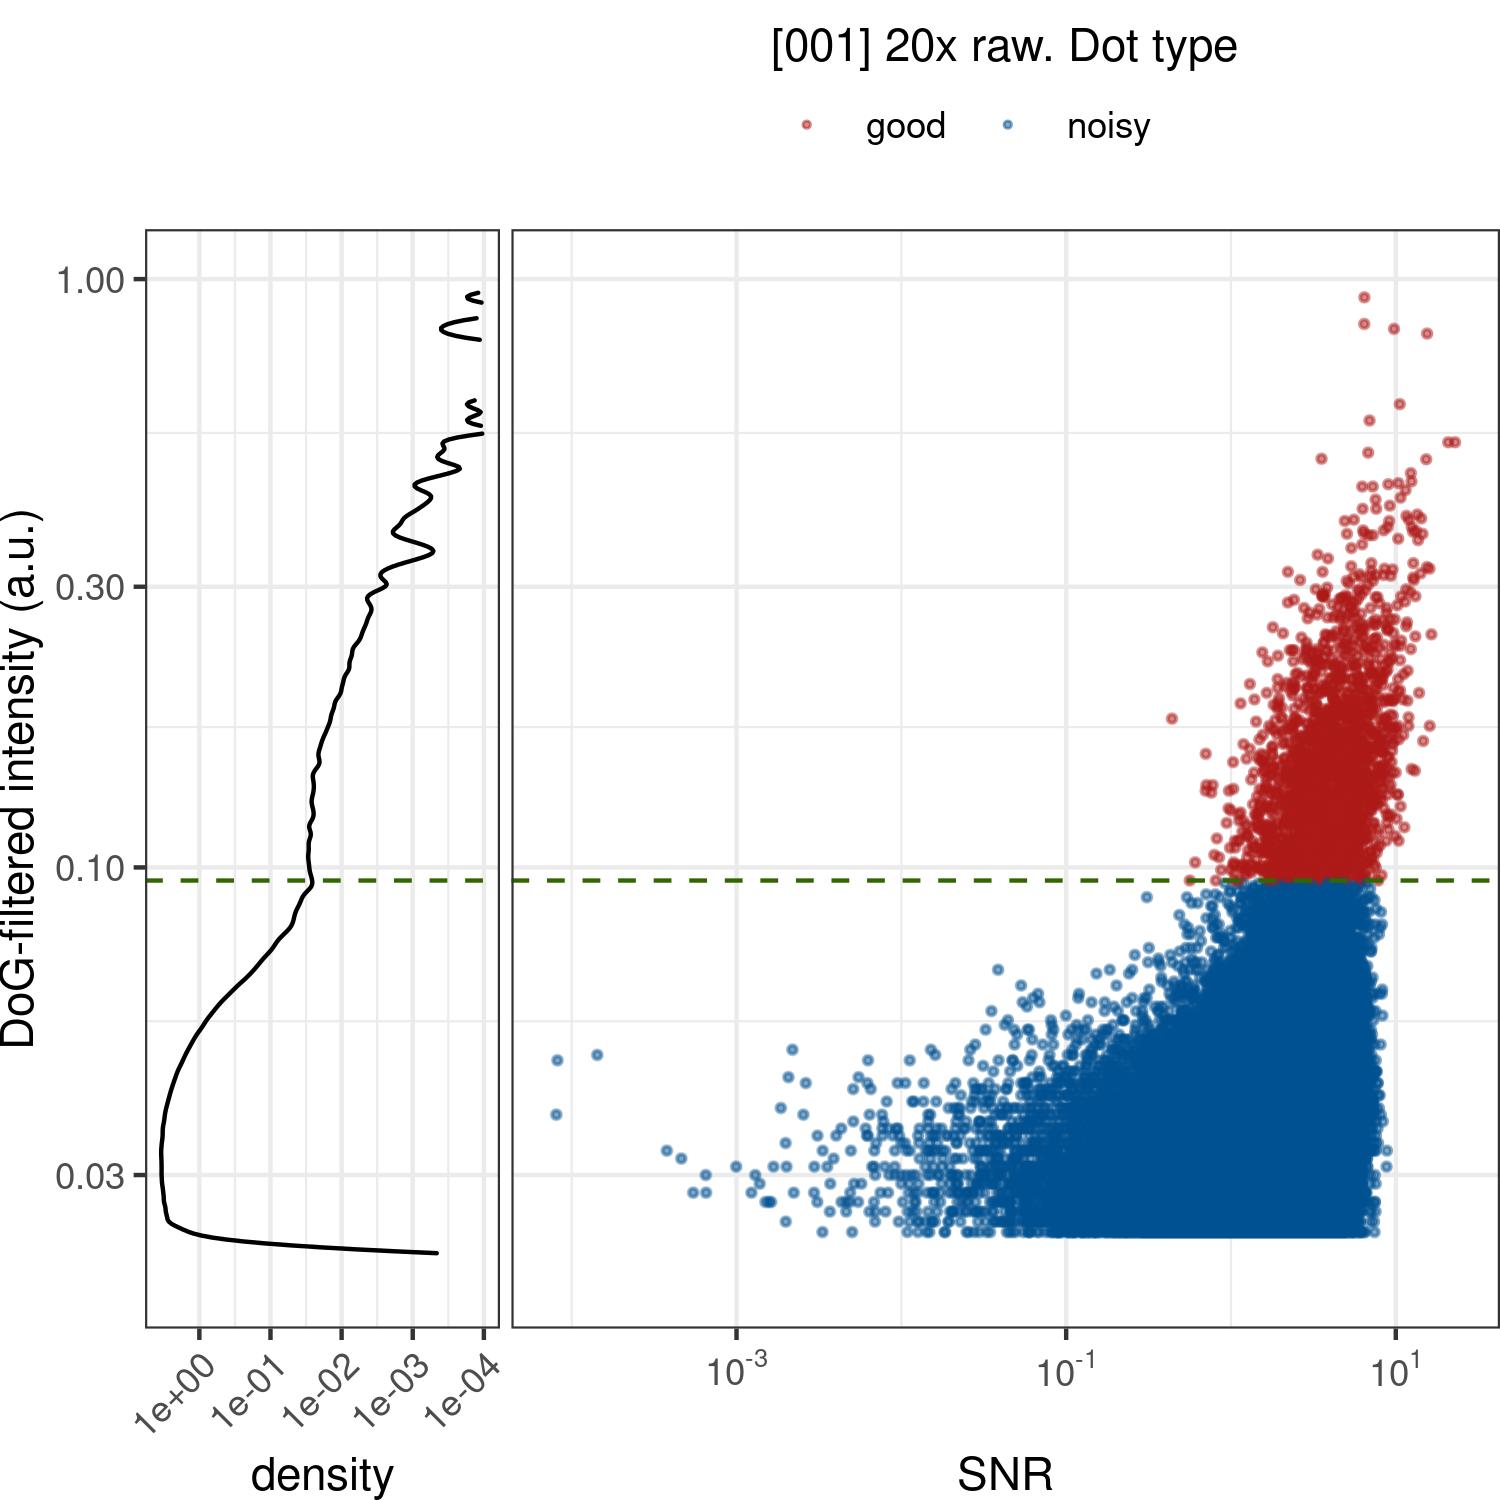 [001] 20x raw. Dot type
good
noisy
DoG-filtered intensity (a.u.)
1.00
0.30
0.10
0.03
1e+00
1e-01
1e-02
1e-03
1e-04
density
10-3
10-1
101
SNR